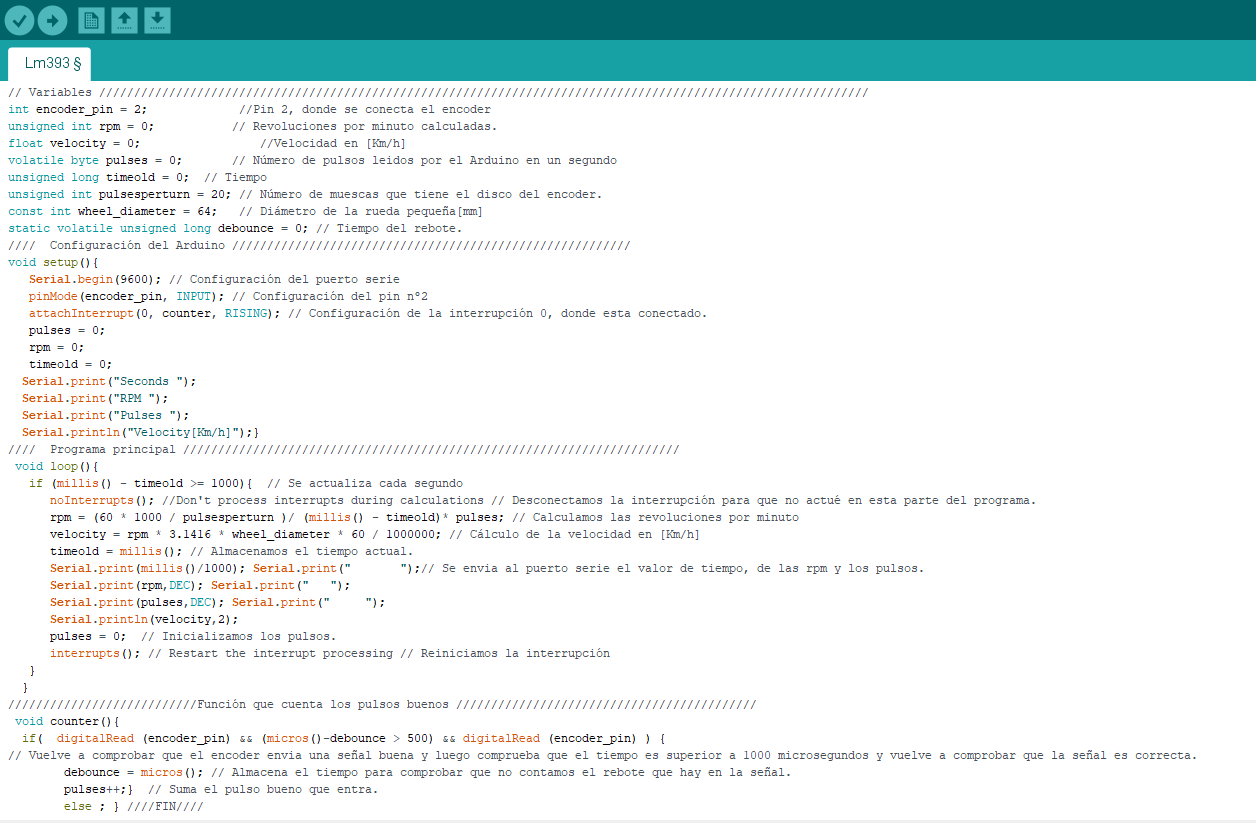 Lm393 §
// Variables //////////////////////////////////////////////////////////////////////////////////////////////////////////////
int encoder_pin = 2;             //Pin 2, donde se conecta el encoder
unsigned int rpm = 0;           // Revoluciones por minuto calculadas.
float velocity = 0;                 //Velocidad en [Km/h]
volatile byte pulses = 0;       // Número de pulsos leidos por el Arduino en un segundo
unsigned long timeold = 0;  // Tiempo
unsigned int pulsesperturn = 20; // Número de muescas que tiene el disco del encoder.
const int wheel_diameter = 64;   // Diámetro de la rueda pequeña[mm]
static volatile unsigned long debounce = 0; // Tiempo del rebote.
////  Configuración del Arduino /////////////////////////////////////////////////////////
void setup(){
   Serial.begin(9600); // Configuración del puerto serie
   pinMode(encoder_pin, INPUT); // Configuración del pin nº2
   attachInterrupt(0, counter, RISING); // Configuración de la interrupción 0, donde esta conectado.
   pulses = 0;
   rpm = 0;
   timeold = 0;
  Serial.print("Seconds ");
  Serial.print("RPM ");
  Serial.print("Pulses ");
  Serial.println("Velocity[Km/h]");}
////  Programa principal ///////////////////////////////////////////////////////////////////////
 void loop(){
   if (millis() - timeold >= 1000){  // Se actualiza cada segundo
      noInterrupts(); //Don't process interrupts during calculations // Desconectamos la interrupción para que no actué en esta parte del programa.
      rpm = (60 * 1000 / pulsesperturn )/ (millis() - timeold)* pulses; // Calculamos las revoluciones por minuto
      velocity = rpm * 3.1416 * wheel_diameter * 60 / 1000000; // Cálculo de la velocidad en [Km/h]
      timeold = millis(); // Almacenamos el tiempo actual.
      Serial.print(millis()/1000); Serial.print("       ");// Se envia al puerto serie el valor de tiempo, de las rpm y los pulsos.
      Serial.print(rpm,DEC); Serial.print("   ");
      Serial.print(pulses,DEC); Serial.print("     ");
      Serial.println(velocity,2);
      pulses = 0;  // Inicializamos los pulsos.
      interrupts(); // Restart the interrupt processing // Reiniciamos la interrupción
   }
  }
///////////////////////////Función que cuenta los pulsos buenos ///////////////////////////////////////////
 void counter(){
  if(  digitalRead (encoder_pin) && (micros()-debounce > 500) && digitalRead (encoder_pin) ) {
// Vuelve a comprobar que el encoder envia una señal buena y luego comprueba que el tiempo es superior a 1000 microsegundos y vuelve a comprobar que la señal es correcta.
        debounce = micros(); // Almacena el tiempo para comprobar que no contamos el rebote que hay en la señal.
        pulses++;}  // Suma el pulso bueno que entra.
        else ; } ////FIN////